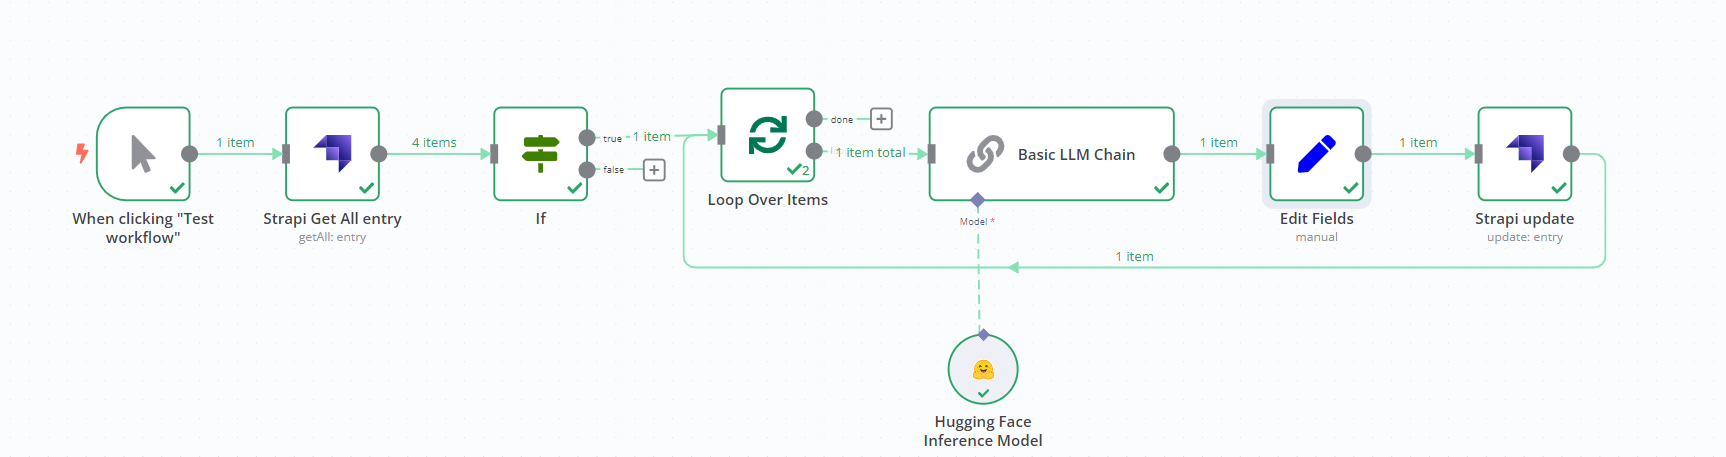 1 item
4 items
true
1 item
false
done
1 item total
2
Basic LLM Chain
1 item
1 item
When clicking "Test
workflow"
Strapi Get All entry
getAll: entry
If
Loop Over Items
Model *
Edit Fields
manual
Strapi update
update: entry
1 item
Hugging Face
Inference Model